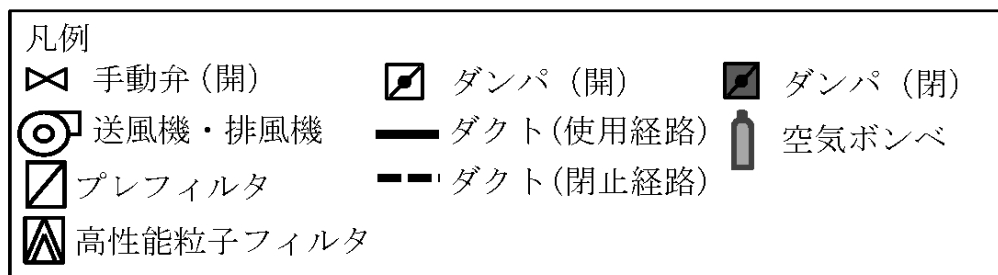 凡例
手動弁(開) ダンパ (開) ダンパ (閉)
送風機・排風機 ダクト(使用経路) 空気ボンベ
プレフィルタ ダクト(閉止経路)
高性能粒子フィルタ